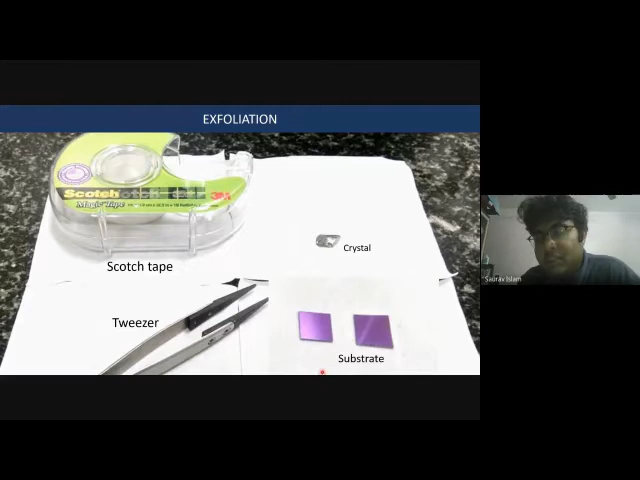 EXFOLIATION
Scotch
3M
Magic Tape
Crystal
Scotch tape
Saurav Islam
Tweezer
Substrate